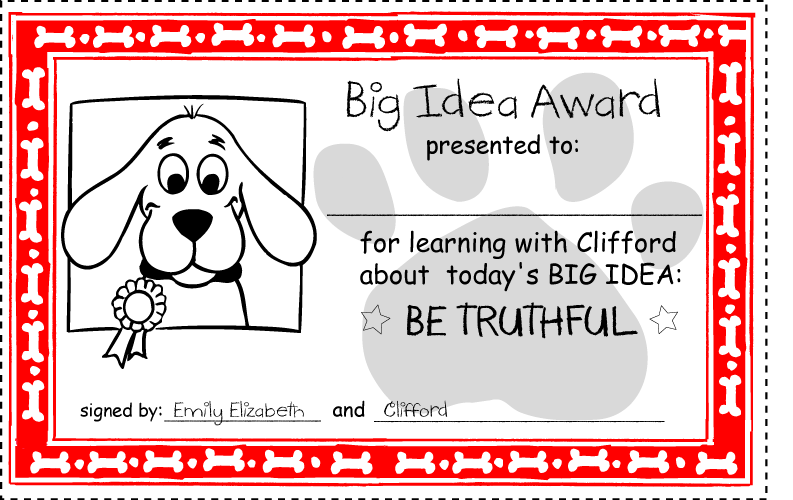 Big Idea Award
presented to:
for learning with Clifford
about today's BIG IDEA:
BE TRUTHFUL
signed by: Emily Elizabeth and Clifford